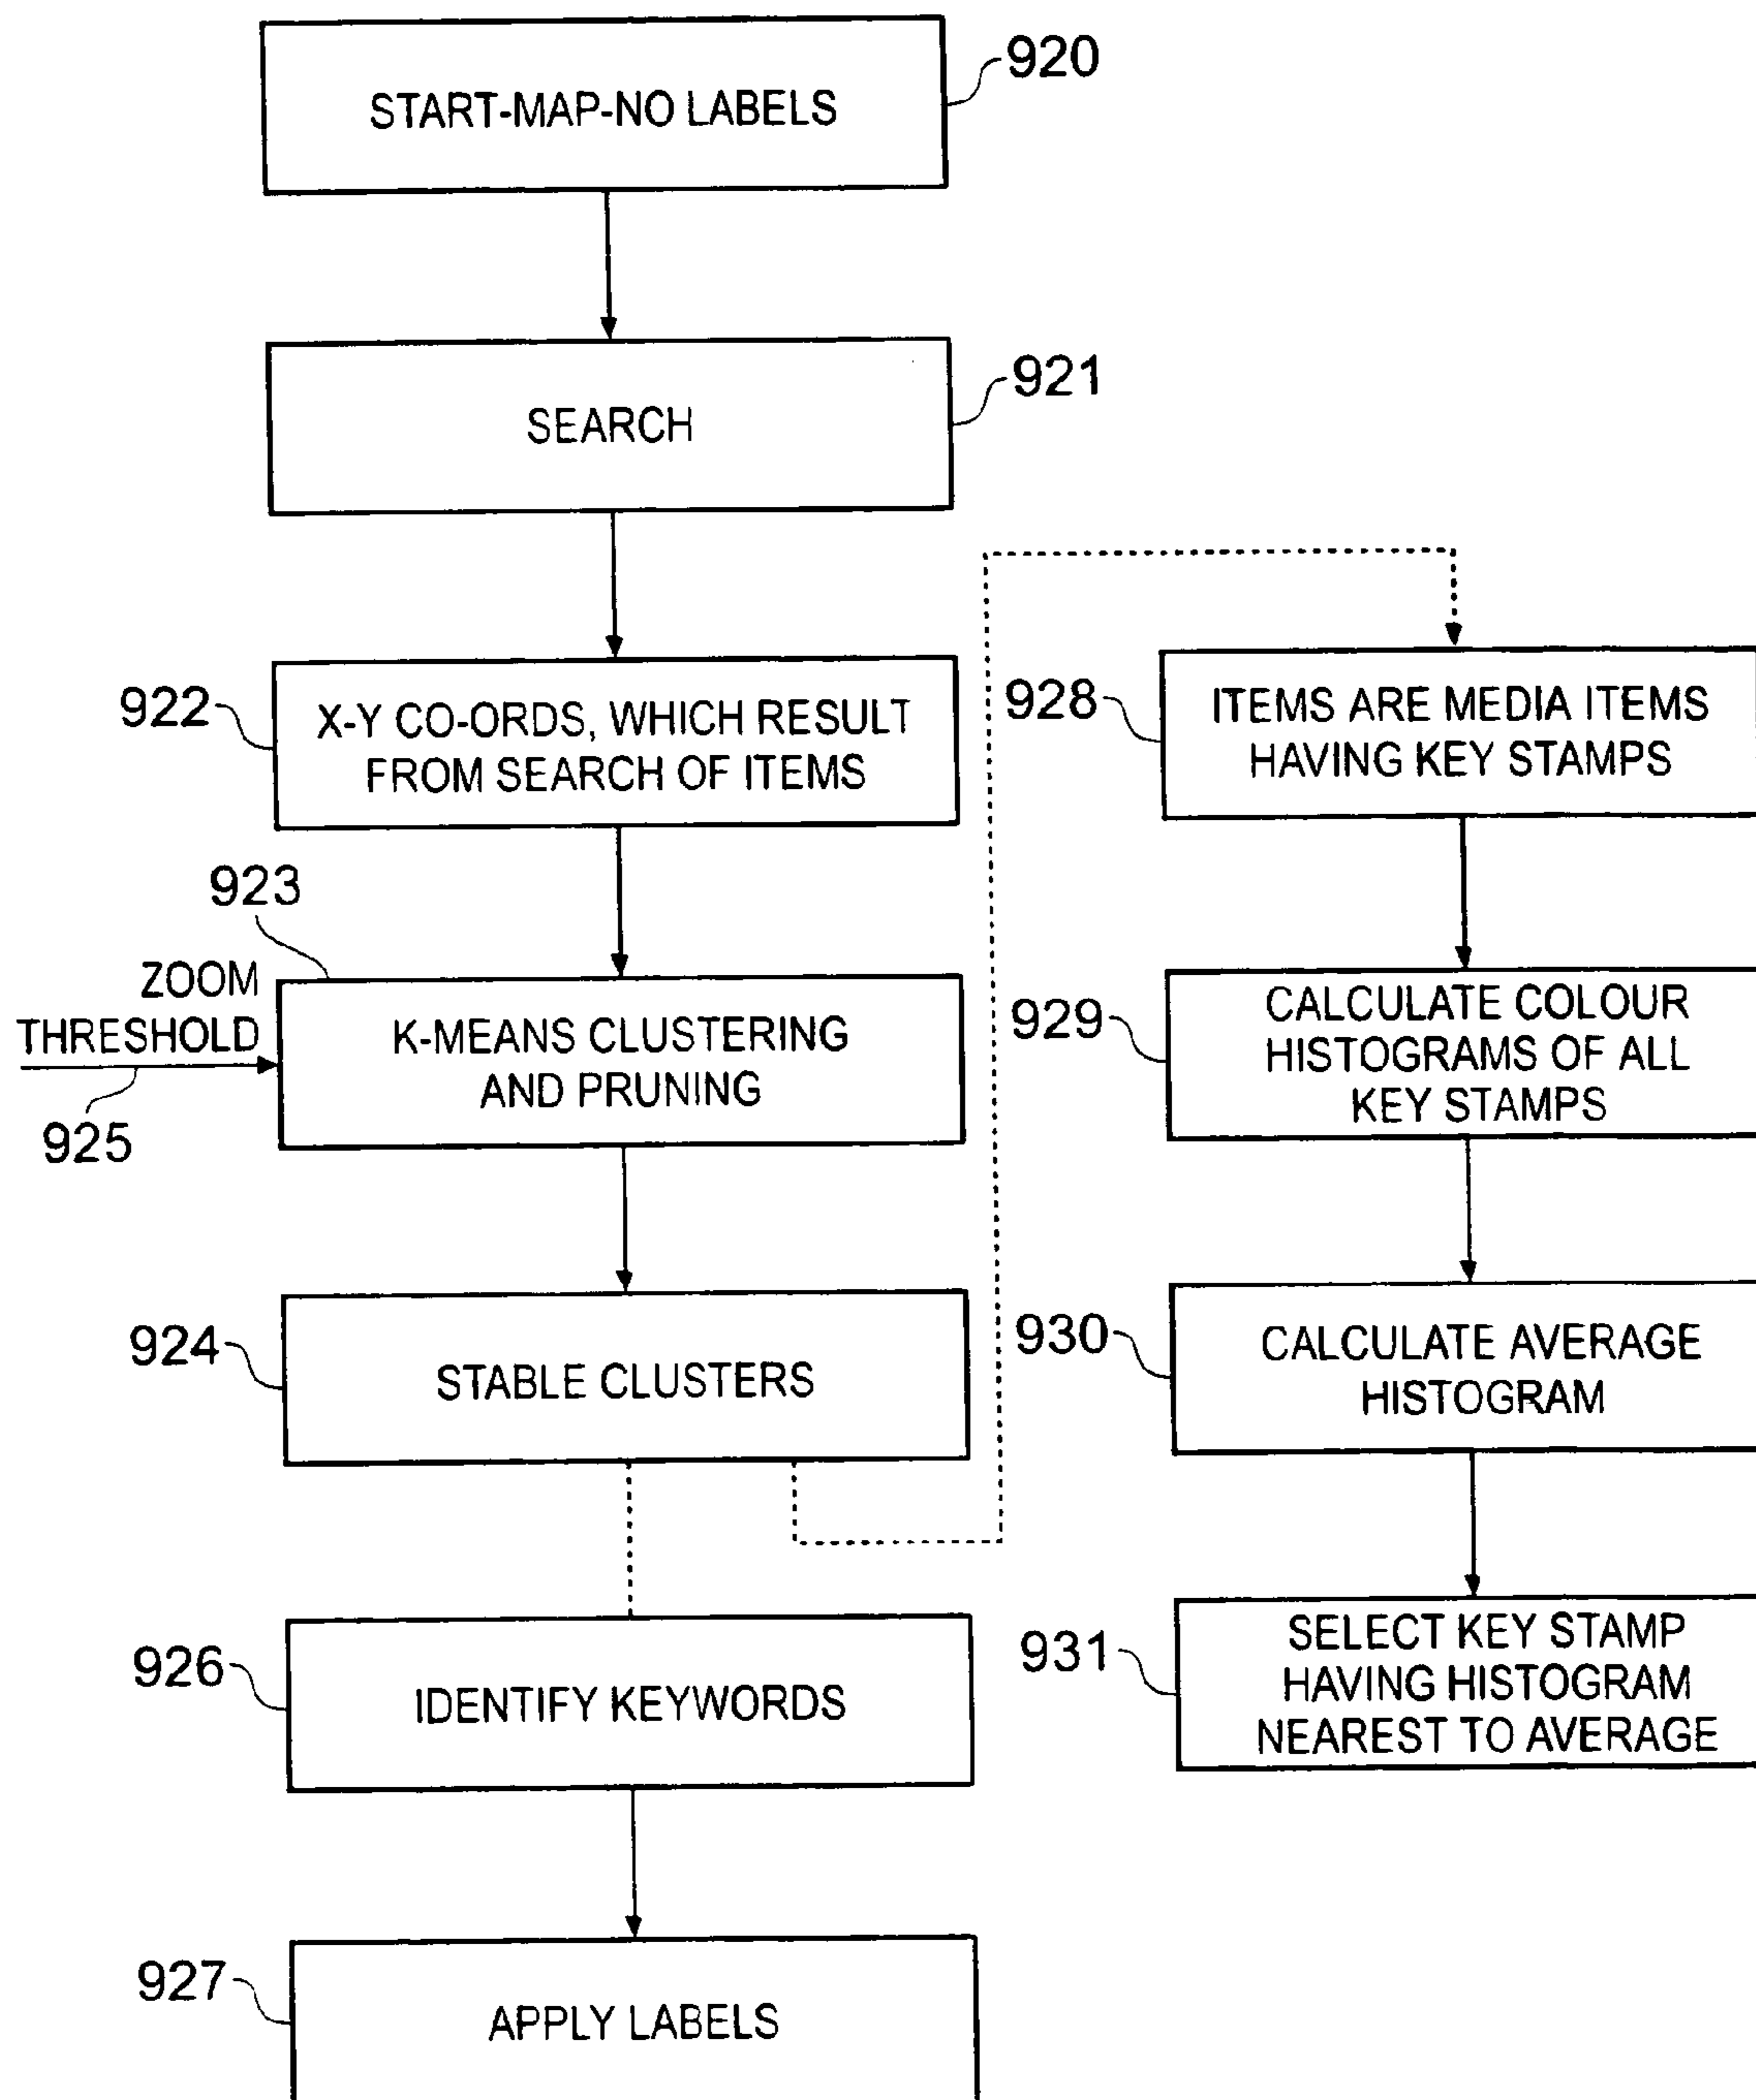 START-MAP-NO LABELS
920
SEARCH
921
922
X-Y CO-ORDS, WHICH RESULT
FROM SEARCH OF ITEMS
923
ZOOM
THRESHOLD
925
K-MEANS CLUSTERING
AND PRUNING
924
STABLE CLUSTERS
926
IDENTIFY KEYWORDS
927
APPLY LABELS
928
ITEMS ARE MEDIA ITEMS
HAVING KEY STAMPS
929
CALCULATE COLOUR
HISTOGRAMS OF ALL
KEY STAMPS
930
CALCULATE AVERAGE
HISTOGRAM
931
SELECT KEY STAMP
HAVING HISTOGRAM
NEAREST TO AVERAGE